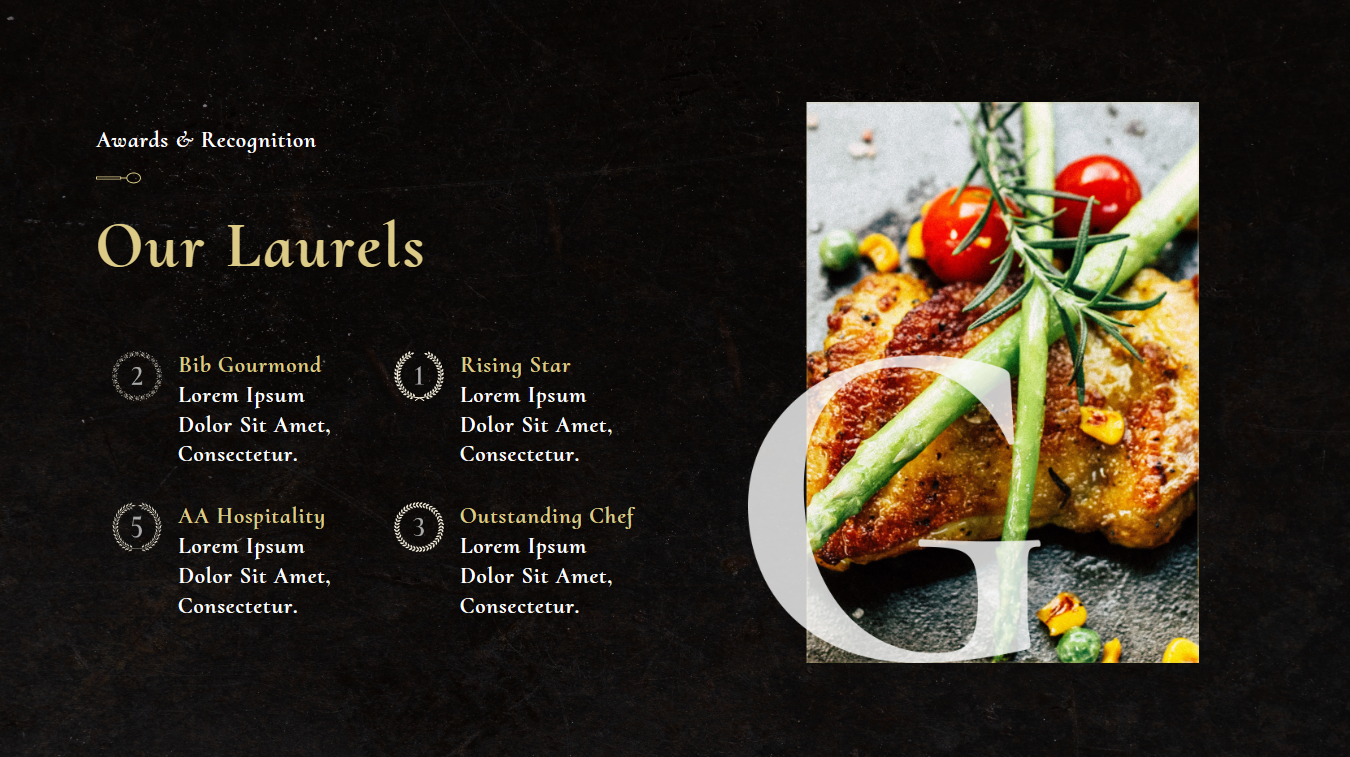 Awards & Recognition
Our Laurels
2
Bib Gourmond
Lorem Ipsum
Dolor Sit Amet,
Consectetur.
1
Rising Star
Lorem Ipsum
Dolor Sit Amet,
Consectetur.
5
AA Hospitality
Lorem Ipsum
Dolor Sit Amet,
Consectetur.
3
Outstanding Chef
Lorem Ipsum
Dolor Sit Amet,
Consectetur.
G